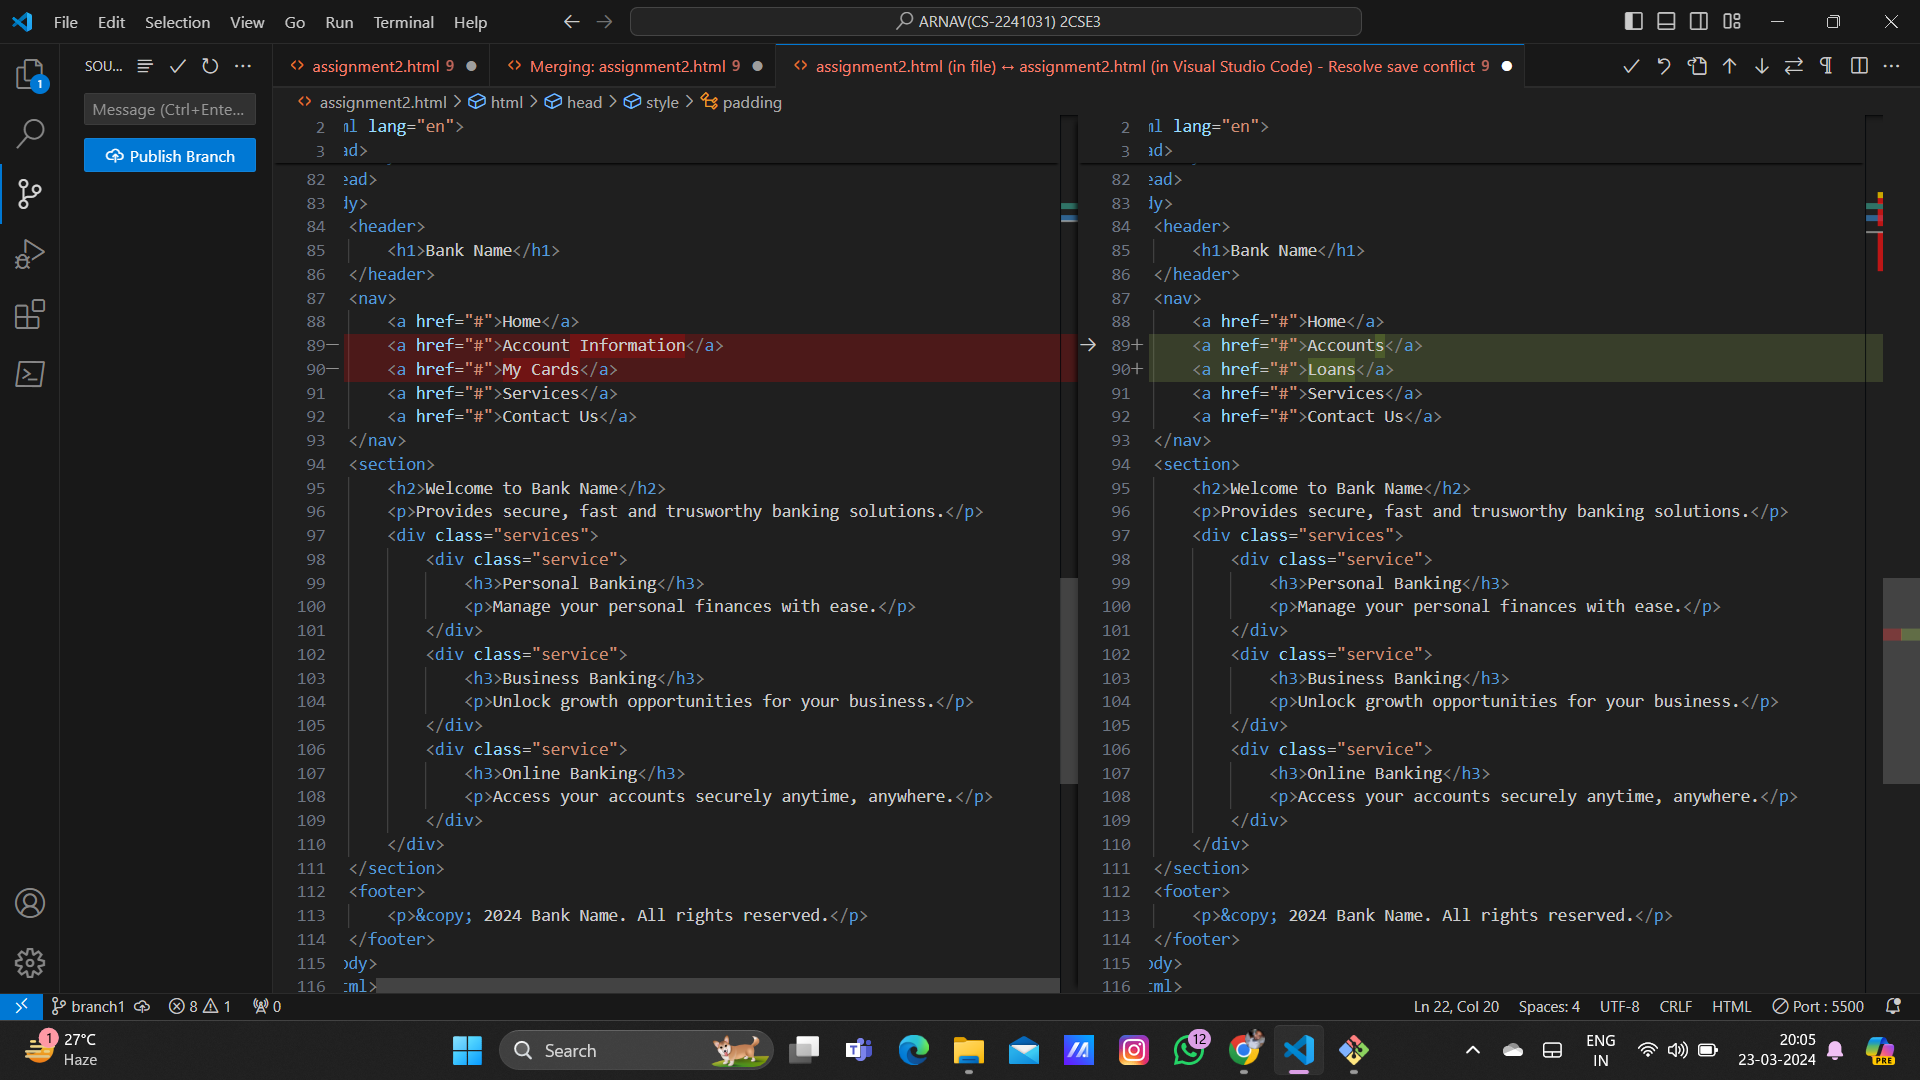 File Edit Selection View Go Run Terminal Help
ARNAV(CS-2241031) 2CSE3
1
SOU...
Message (Ctrl+Ente...
Publish Branch
assignment2.html 9
Merging: assignment2.html 9
assignment2.html (in file) ↔ assignment2.html (in Visual Studio Code) - Resolve save conflict 9
assignment2.html > html > head > style > padding
2 ml lang="en">
3 ad>
82 ead>
83 dy>
84 <header>
85 <h1>Bank Name</h1>
86 </header>
87 <nav>
88 <a href="#">Home</a>
89— <a href="#">Account Information</a>
90— <a href="#">My Cards</a>
91 <a href="#">Services</a>
92 <a href="#">Contact Us</a>
93 </nav>
94 <section>
95 <h2>Welcome to Bank Name</h2>
96 <p>Provides secure, fast and trusworthy banking solutions.</p>
97 <div class="services">
98 <div class="service">
99 <h3>Personal Banking</h3>
100 <p>Manage your personal finances with ease.</p>
101 </div>
102 <div class="service">
103 <h3>Business Banking</h3>
104 <p>Unlock growth opportunities for your business.</p>
105 </div>
106 <div class="service">
107 <h3>Online Banking</h3>
108 <p>Access your accounts securely anytime, anywhere.</p>
109 </div>
110 </div>
111 </section>
112 <footer>
113 <p>&copy; 2024 Bank Name. All rights reserved.</p>
114 </footer>
115 ody>
116 tml>
2 ml lang="en">
3 ad>
82 ead>
83 dy>
84 <header>
85 <h1>Bank Name</h1>
86 </header>
87 <nav>
88 <a href="#">Home</a>
89+ <a href="#">Accounts</a>
90+ <a href="#">Loans</a>
91 <a href="#">Services</a>
92 <a href="#">Contact Us</a>
93 </nav>
94 <section>
95 <h2>Welcome to Bank Name</h2>
96 <p>Provides secure, fast and trusworthy banking solutions.</p>
97 <div class="services">
98 <div class="service">
99 <h3>Personal Banking</h3>
100 <p>Manage your personal finances with ease.</p>
101 </div>
102 <div class="service">
103 <h3>Business Banking</h3>
104 <p>Unlock growth opportunities for your business.</p>
105 </div>
106 <div class="service">
107 <h3>Online Banking</h3>
108 <p>Access your accounts securely anytime, anywhere.</p>
109 </div>
110 </div>
111 </section>
112 <footer>
113 <p>&copy; 2024 Bank Name. All rights reserved.</p>
114 </footer>
115 ody>
116 tml>
branch1 8 1 0
Ln 22, Col 20 Spaces: 4 UTF-8 CRLF HTML Port : 5500
1
27°C
Haze
Search
12
ENG
IN
20:05
23-03-2024
PRE